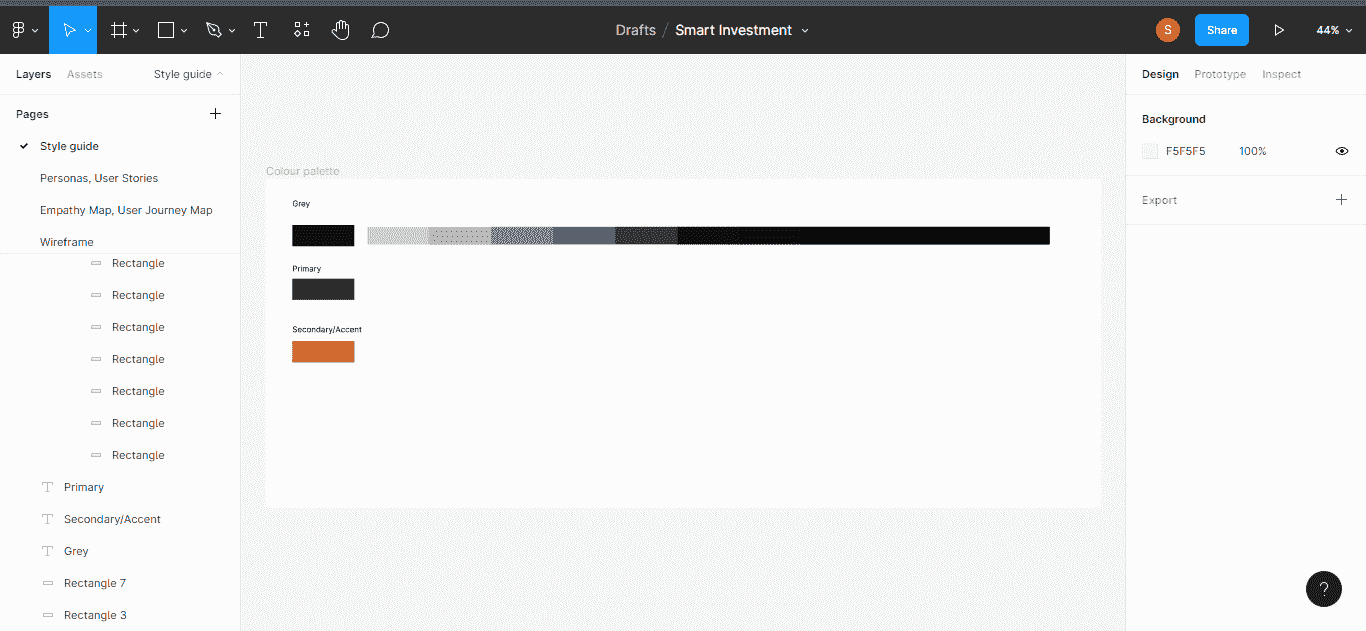 Drafts / Smart Investment
S
Share
44%
Layers
Assets
Style guide
Pages
Style guide
Personas, User Stories
Empathy Map, User Journey Map
Wireframe
Rectangle
Rectangle
Rectangle
Rectangle
Rectangle
Rectangle
Rectangle
Primary
Secondary/Accent
Grey
Rectangle 7
Rectangle 3
Colour palette
Grey
Primary
Secondary/Accent
Design
Prototype
Inspect
Background
F5F5F5
100%
Export
?